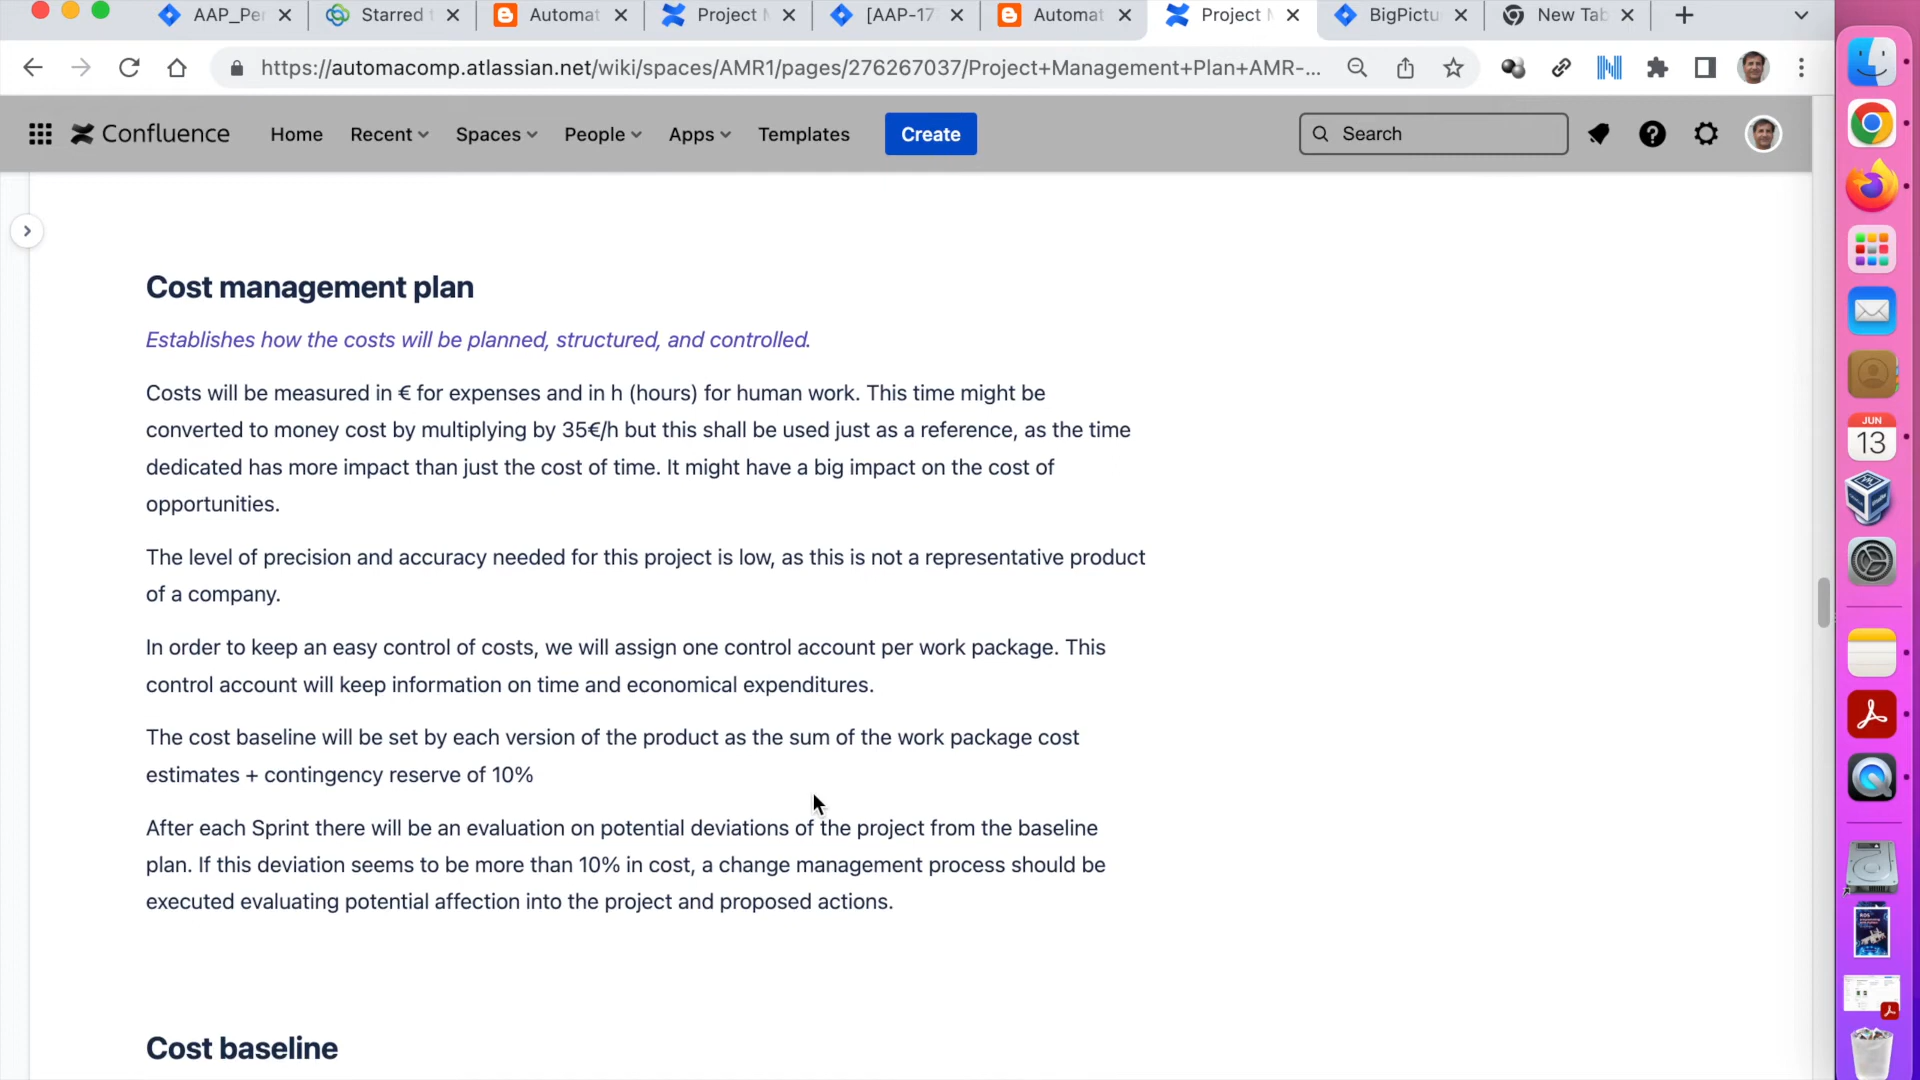 AAP_Per
Starred t
Automat
Project M
[AAP-17
Automat
Project M
BigPictu
New Tab
https://automacomp.atlassian.net/wiki/spaces/AMR1/pages/276267037/Project+Management+Plan+AMR-...
Confluence
Home
Recent
Spaces
People
Apps
Templates
Create
Search
Cost management plan
Establishes how the costs will be planned, structured, and controlled.
Costs will be measured in € for expenses and in h (hours) for human work. This time might be
converted to money cost by multiplying by 35€/h but this shall be used just as a reference, as the time
dedicated has more impact than just the cost of time. It might have a big impact on the cost of
opportunities.
The level of precision and accuracy needed for this project is low, as this is not a representative product
of a company.
In order to keep an easy control of costs, we will assign one control account per work package. This
control account will keep information on time and economical expenditures.
The cost baseline will be set by each version of the product as the sum of the work package cost
estimates + contingency reserve of 10%
After each Sprint there will be an evaluation on potential deviations of the project from the baseline
plan. If this deviation seems to be more than 10% in cost, a change management process should be
executed evaluating potential affection into the project and proposed actions.
Cost baseline
JUN
13